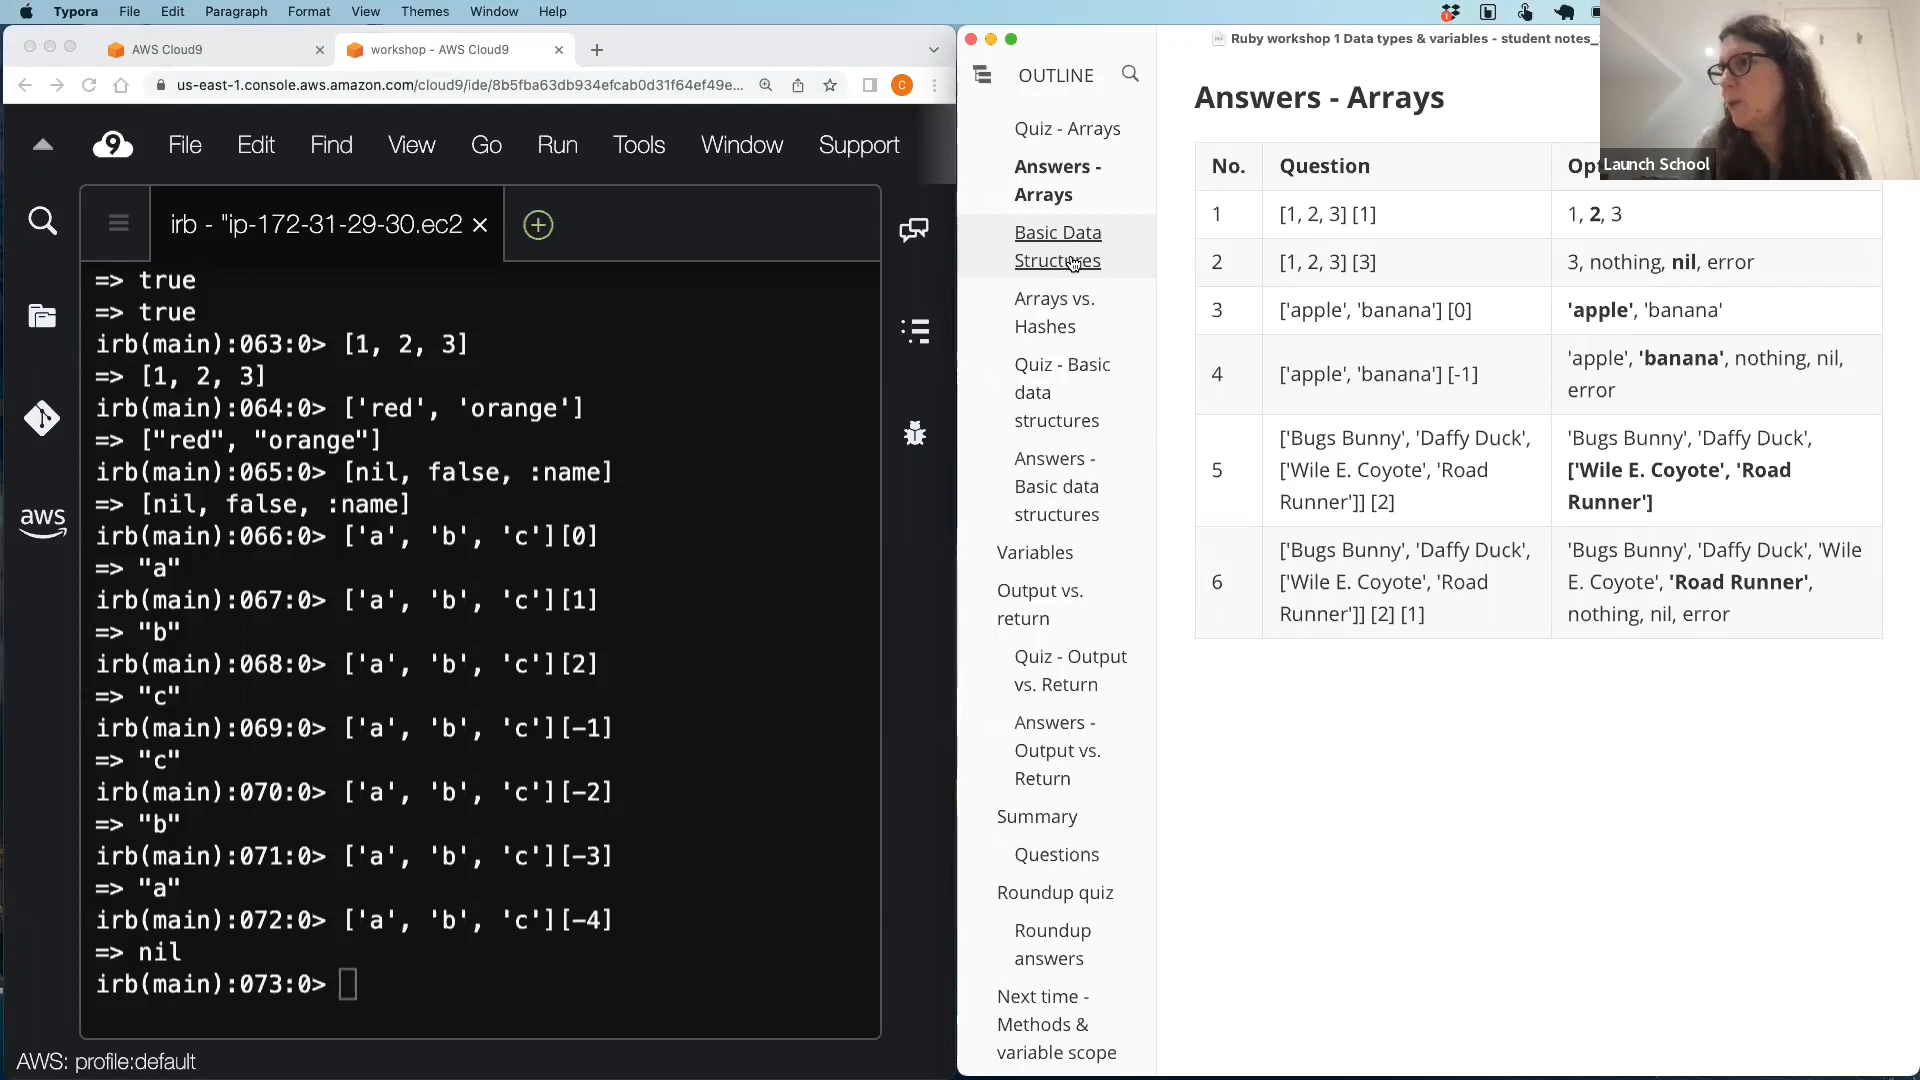 Typora File Edit Paragraph Format View Themes Window Help
AWS Cloud9
workshop - AWS Cloud9
us-east-1.console.aws.amazon.com/cloud9/ide/8b5fba63db934efcab0d31f64ef49e...
C
9 File Edit Find View Go Run Tools Window Support
irb - "ip-172-31-29-30.ec2
aws
=> true
=> true
irb(main):063:0> [1, 2, 3]
=> [1, 2, 3]
irb(main):064:0> ['red', 'orange']
=> ["red", "orange"]
irb(main):065:0> [nil, false, :name]
=> [nil, false, :name]
irb(main):066:0> ['a', 'b', 'c'][0]
=> "a"
irb(main):067:0> ['a', 'b', 'c'][1]
=> "b"
irb(main):068:0> ['a', 'b', 'c'][2]
=> "c"
irb(main):069:0> ['a', 'b', 'c'][-1]
=> "c"
irb(main):070:0> ['a', 'b', 'c'][-2]
=> "b"
irb(main):071:0> ['a', 'b', 'c'][-3]
=> "a"
irb(main):072:0> ['a', 'b', 'c'][-4]
=> nil
irb(main):073:0>
AWS: profile:default
Ruby workshop 1 Data types & variables - student notes_
OUTLINE
Quiz - Arrays
Answers -
Arrays
Basic Data
Structures
Arrays vs.
Hashes
Quiz - Basic
data
structures
Answers -
Basic data
structures
Variables
Output vs.
return
Quiz - Output
vs. Return
Answers -
Output vs.
Return
Summary
Questions
Roundup quiz
Roundup
answers
Next time -
Methods &
variable scope
Answers - Arrays
No. Question
1 [1, 2, 3] [1] 1, 2, 3
2 [1, 2, 3] [3] 3, nothing, nil, error
3 ['apple', 'banana'] [0] 'apple', 'banana'
4 ['apple', 'banana'] [-1] 'apple', 'banana', nothing, nil,
error
['Bugs Bunny', 'Daffy Duck', 'Bugs Bunny', 'Daffy Duck',
5 ['Wile E. Coyote', 'Road ['Wile E. Coyote', 'Road
Runner']] [2] Runner']
['Bugs Bunny', 'Daffy Duck', 'Bugs Bunny', 'Daffy Duck', 'Wile
6 ['Wile E. Coyote', 'Road E. Coyote', 'Road Runner',
Runner']] [2] [1] nothing, nil, error
Launch School